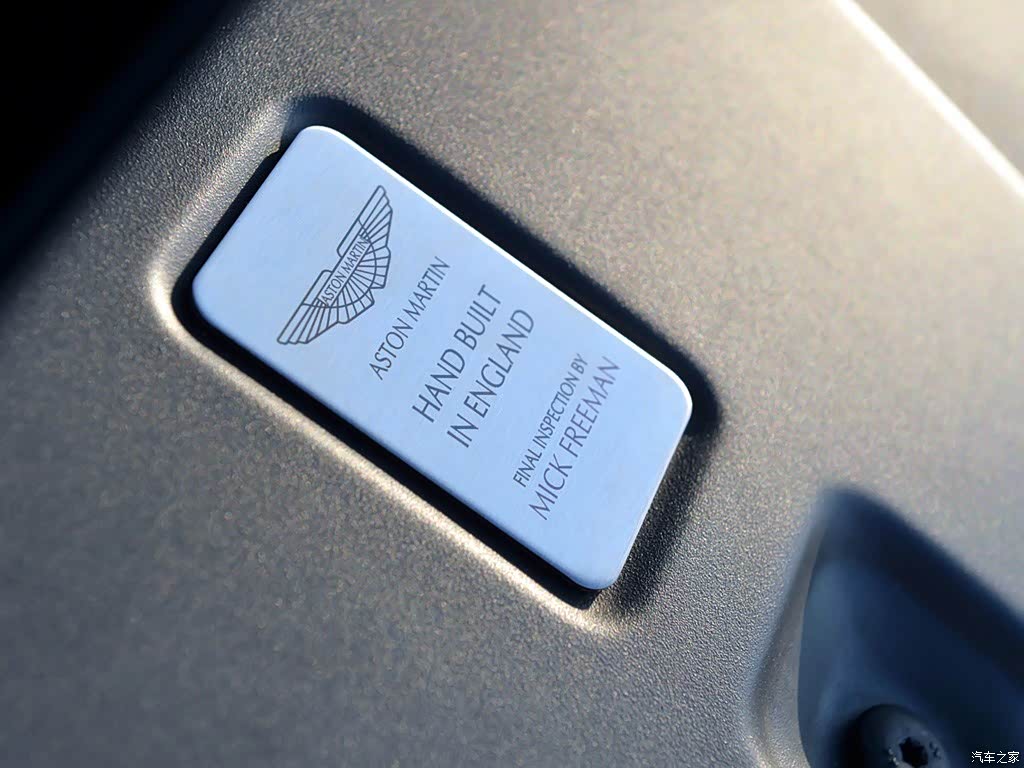 ASTON MARTIN
ASTON MARTIN
HAND BUILT
IN ENGLAND
FINAL INSPECTION BY
MICK FREEMAN
汽车之家